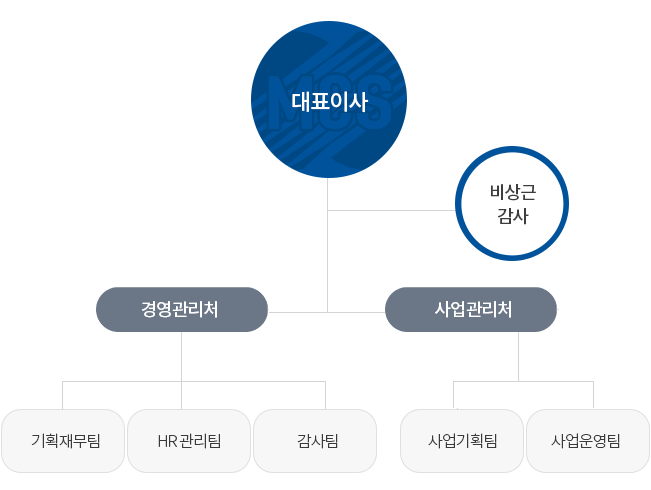 MOS
대표이사
비상근
감사
경영관리처
사업관리처
기획재무팀
HR 관리팀
감사팀
사업기획팀
사업운영팀